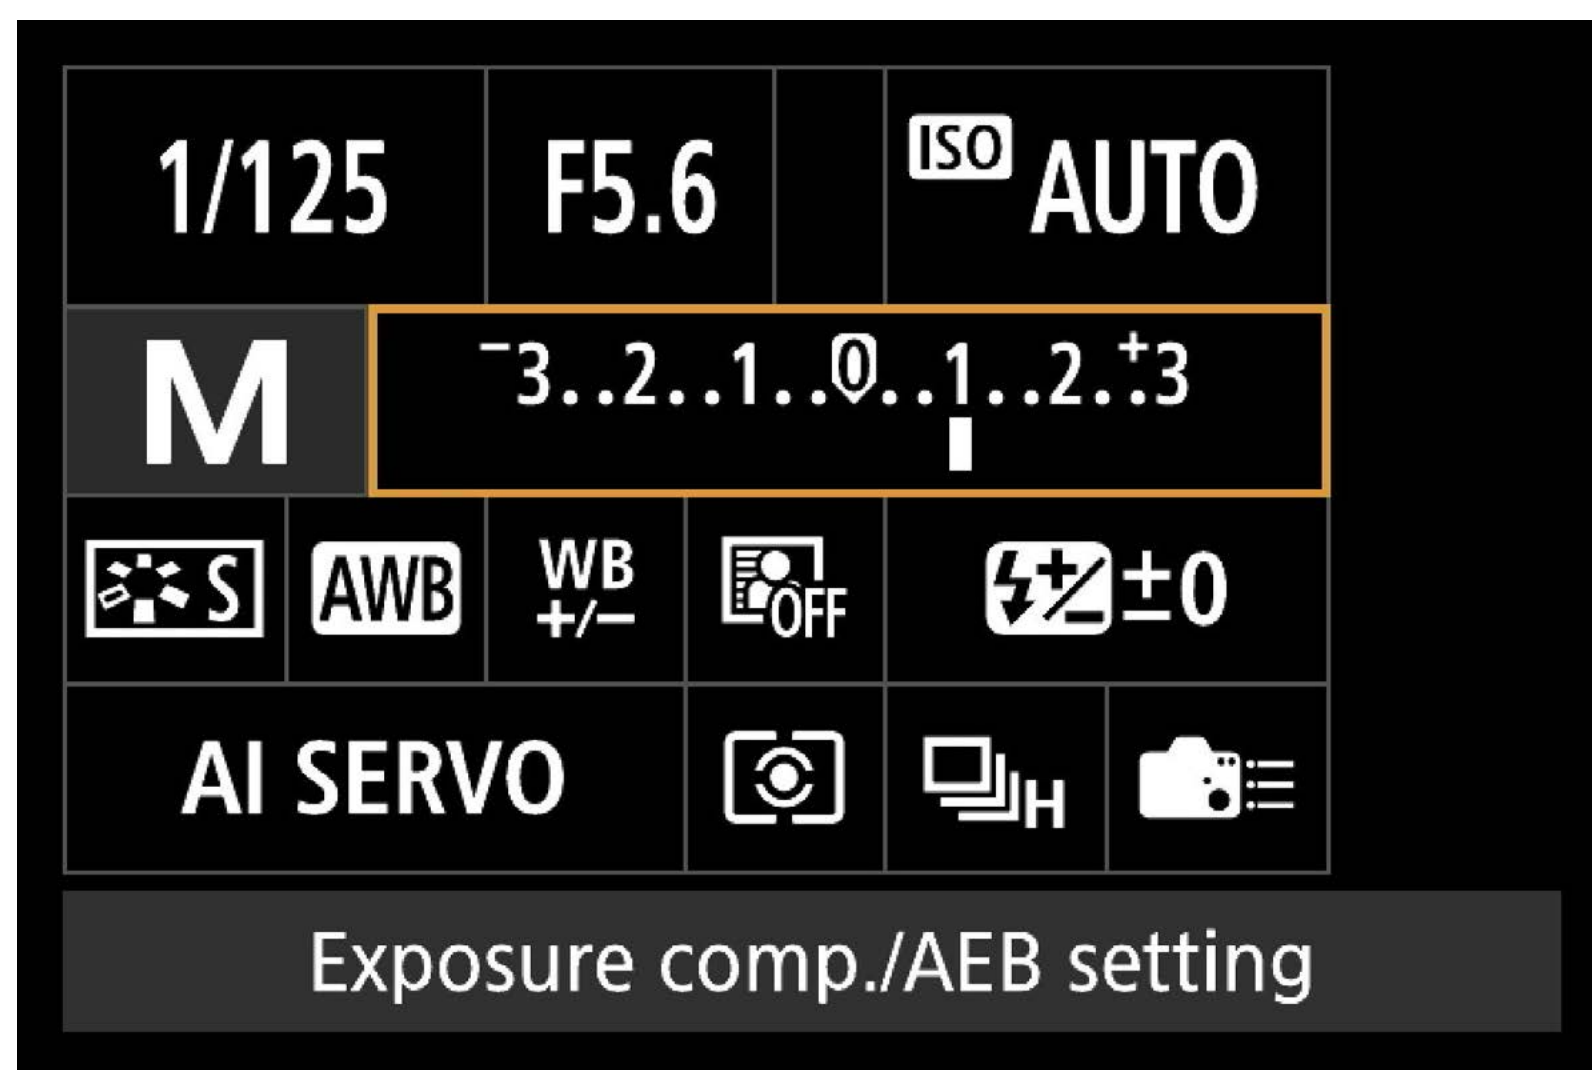 1/125 F5.6 ISO AUTO
M -3..2..1..0..1..2..+3
S AWB WB +/- OFF ±0
AI SERVO H
Exposure comp./AEB setting